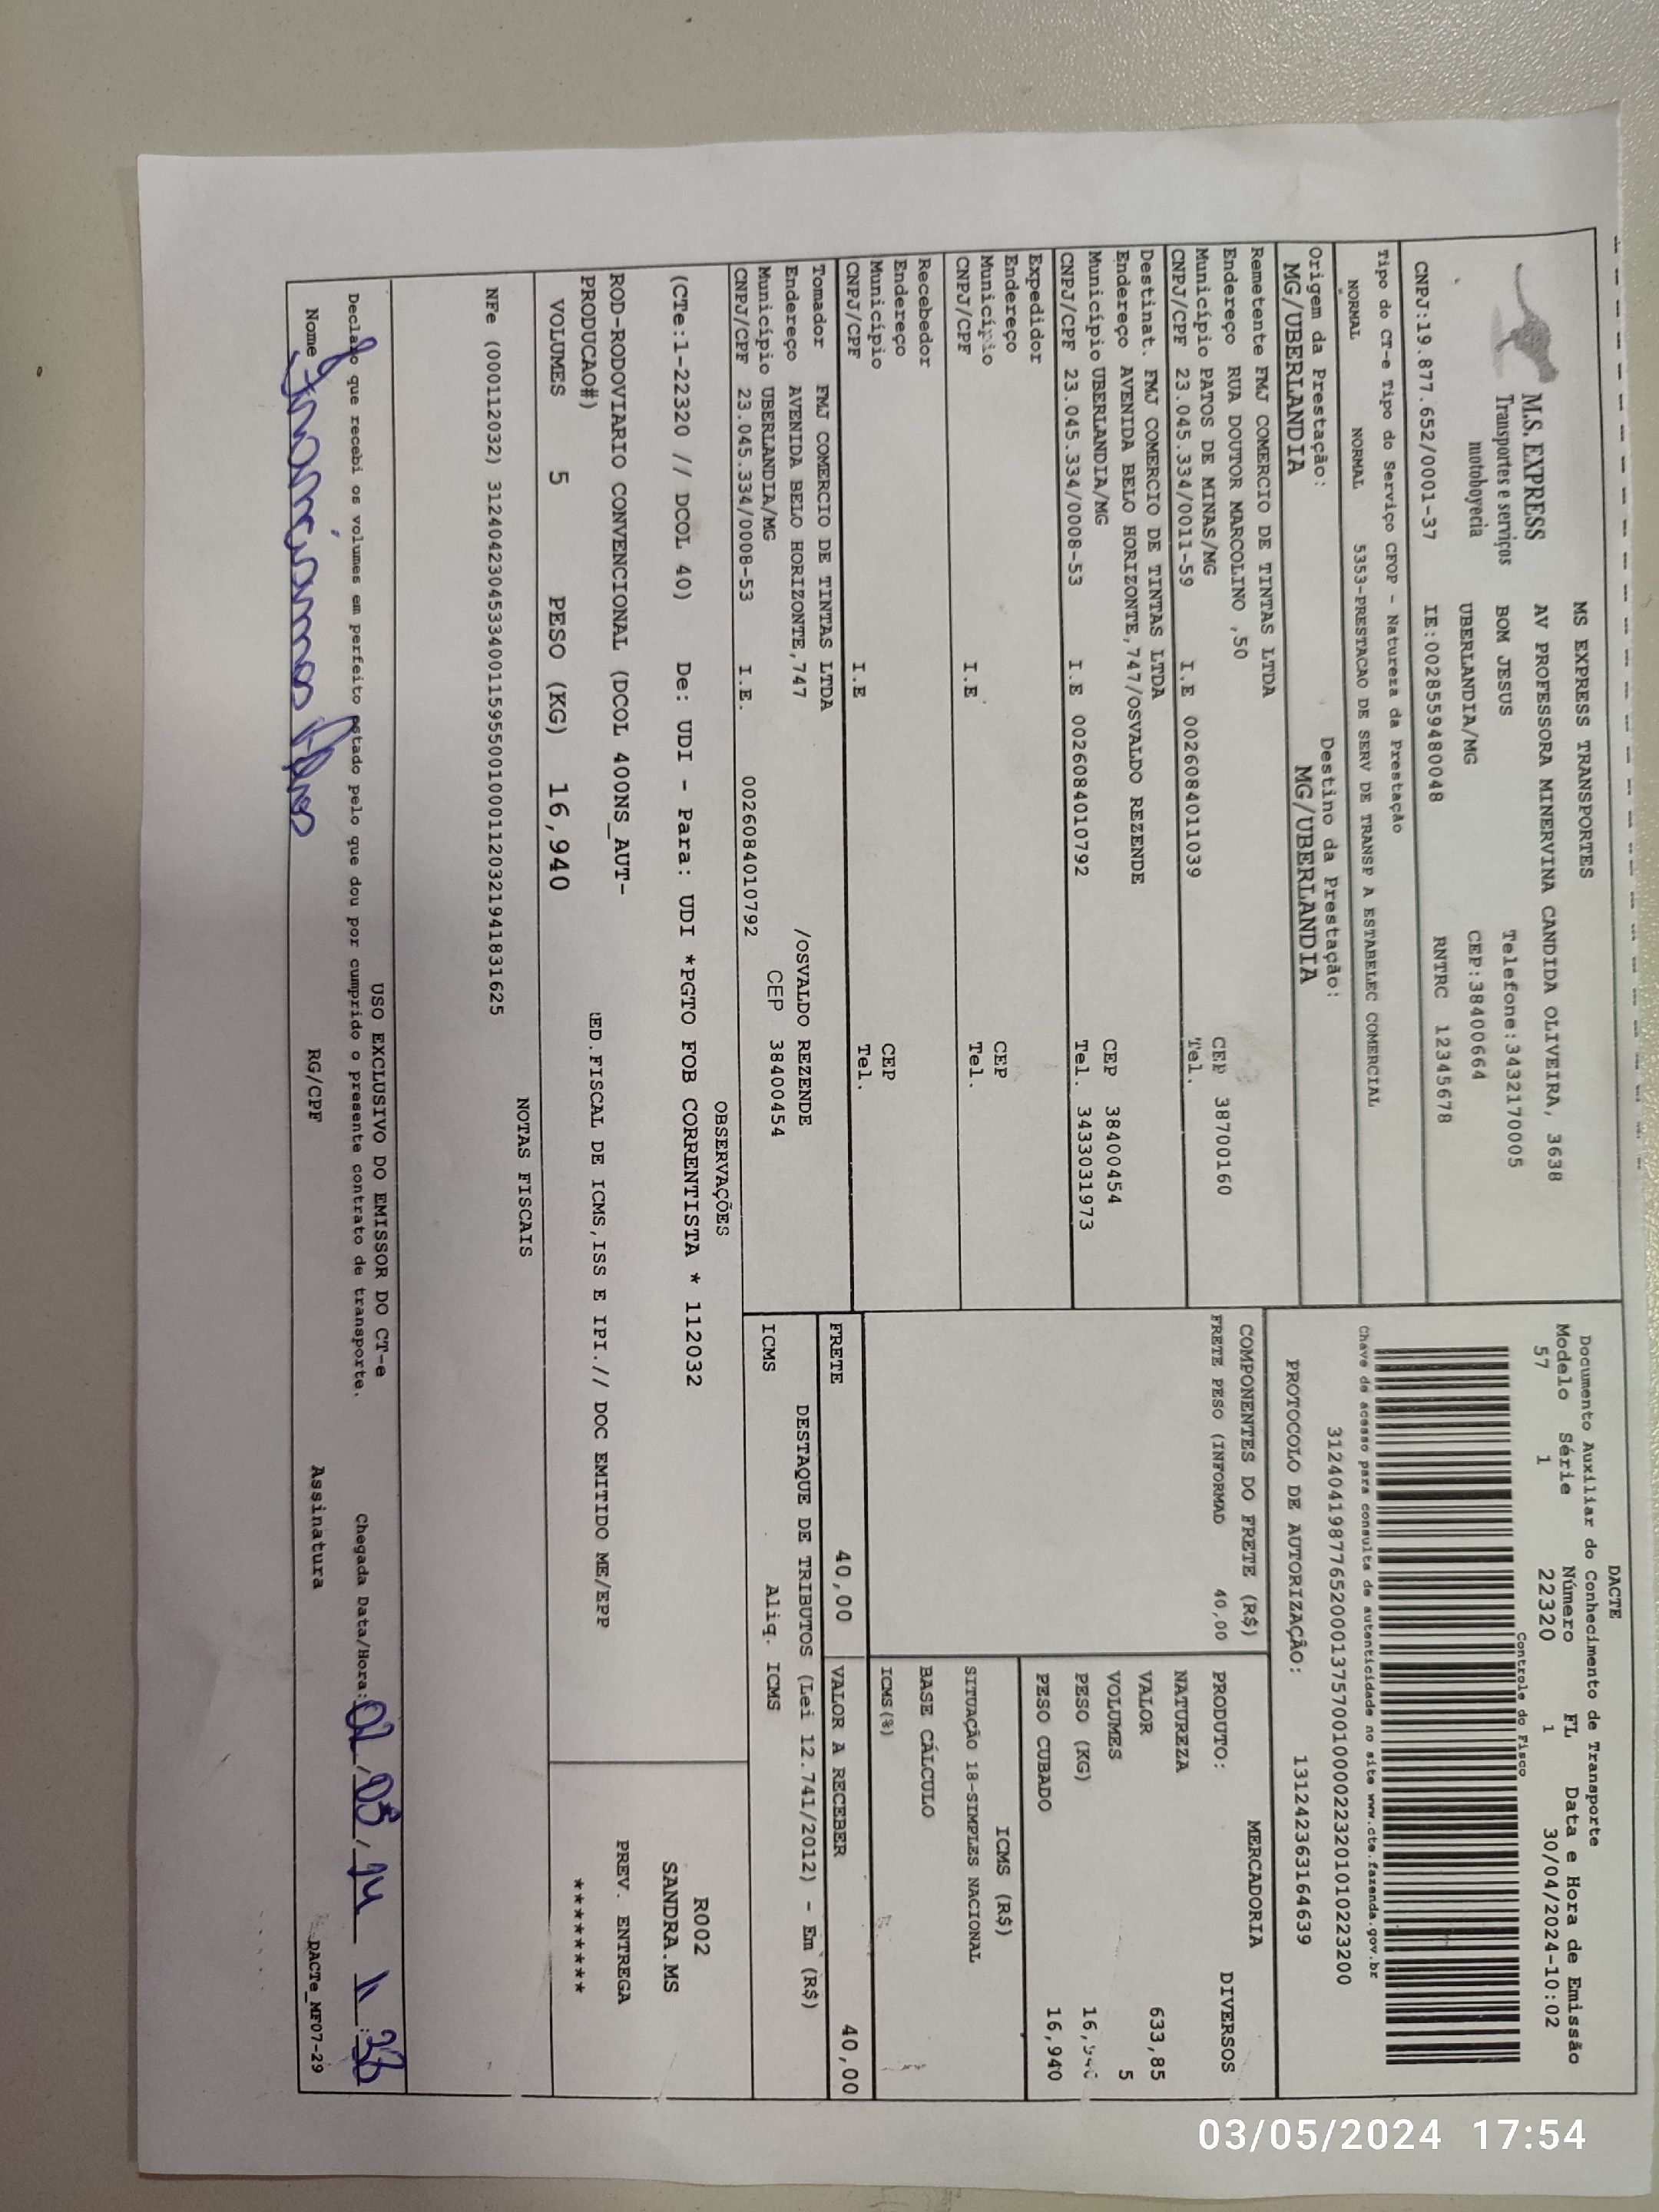 M.S. EXPRESS
Transportes e serviços
motoboyecia
MS EXPRESS TRANSPORTES
AV PROFESSORA MINERVINA CANDIDA OLIVEIRA, 3638
BOM JESUS Telefone:3432170005
UBERLANDIA/MG CEP:38400664
CNPJ:19.877.652/0001-37 IE:0028559480048 RNTRC 12345678
Tipo do CT-e Tipo do Serviço CFOP - Natureza da Prestação
NORMAL NORMAL 5353-PRESTACAO DE SERV DE TRANSP A ESTABELEC COMERCIAL
Origem da Prestação: Destino da Prestação:
MG/UBERLANDIA MG/UBERLANDIA
DACTE
Documento Auxiliar do Conhecimento de Transporte
Modelo Série Número FL Data e Hora de Emissão
57 1 22320 1 30/04/2024-10:02
Controle do Fisco
Chave de acesso para consulta de autenticidade no site www.cte.fazenda.gov.br
31240419877652000137570010000223201010223200
PROTOCOLO DE AUTORIZAÇÃO: 131242363164639
Remetente FMJ COMERCIO DE TINTAS LTDA
Endereço RUA DOUTOR MARCOLINO ,50 CEP 38700160
Município PATOS DE MINAS/MG Tel.
CNPJ/CPF 23.045.334/0011-59 I.E 0026084011039
Destinat. FMJ COMERCIO DE TINTAS LTDA
Endereço AVENIDA BELO HORIZONTE,747/OSVALDO REZENDE
Município UBERLANDIA/MG CEP 38400454
CNPJ/CPF 23.045.334/0008-53 I.E 0026084010792 Tel. 3433031973
Expedidor
Endereço
Município CEP
CNPJ/CPF I.E Tel.
Recebedor
Endereço
Município CEP
CNPJ/CPF I.E Tel.
Tomador FMJ COMERCIO DE TINTAS LTDA
Endereço AVENIDA BELO HORIZONTE,747 /OSVALDO REZENDE
Município UBERLANDIA/MG CEP 38400454
CNPJ/CPF 23.045.334/0008-53 I.E. 0026084010792
COMPONENTES DO FRETE (R$)
FRETE PESO (INFORMAD 40,00
MERCADORIA
PRODUTO: DIVERSOS
NATUREZA
VALOR 633,85
VOLUMES 5
PESO (KG)
PESO CUBADO 16,940
ICMS (R$)
SITUAÇÃO 18-SIMPLES NACIONAL
BASE CÁLCULO
ICMS(%)
FRETE 40,00 VALOR A RECEBER 40,00
DESTAQUE DE TRIBUTOS (Lei 12.741/2012) - Em (R$)
ICMS Aliq. ICMS
OBSERVAÇÕES
(CTe:1-22320 // DCOL 40) De: UDI - Para: UDI *PGTO FOB CORRENTISTA * 112032
ROD-RODOVIARIO CONVENCIONAL (DCOL 400NS_AUT-
PRODUCAO#) ED.FISCAL DE ICMS,ISS E IPI.// DOC EMITIDO ME/EPP
VOLUMES 5 PESO (KG) 16,940
R002
SANDRA.MS
PREV. ENTREGA
********
NOTAS FISCAIS
NFe (000112032) 31240423045334001159550010001120321941831625
USO EXCLUSIVO DO EMISSOR DO CT-e
Declaro que recebi os volumes em perfeito estado pelo que dou por cumprido o presente contrato de transporte. Chegada Data/Hora:
Nome RG/CPF Assinatura DACTe_MF07-29
03/05/2024 17:54